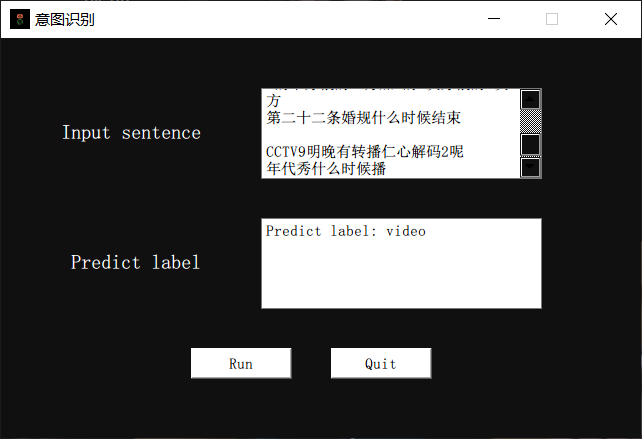 意图识别
Input sentence
方
第二十二条婚规什么时候结束
CCTV9明晚有转播仁心解码2呢
年代秀什么时候播
Predict label
Predict label: video
Run
Quit